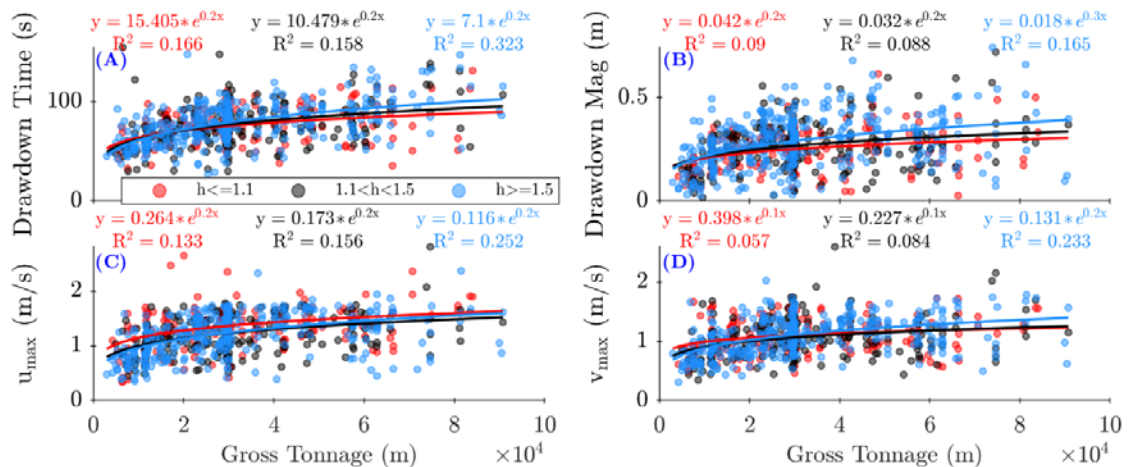 y = 15.405∗e^0.2x y = 10.479∗e^0.2x y = 7.1∗e^0.2x
R² = 0.166 R² = 0.158 R² = 0.323
(A)
Drawdown Time (s)
100
0
y = 0.042∗e^0.2x y = 0.032∗e^0.2x y = 0.018∗e^0.3x
R² = 0.09 R² = 0.088 R² = 0.165
(B)
Drawdown Mag (m)
0.5
0
h<=1.1 1.1<h<1.5 h>=1.5
y = 0.264∗e^0.2x y = 0.173∗e^0.2x y = 0.116∗e^0.2x
R² = 0.133 R² = 0.156 R² = 0.252
(C)
u_max (m/s)
2
1
0
0 2 4 6 8 10
Gross Tonnage (m) ×10^4
y = 0.398∗e^0.1x y = 0.227∗e^0.1x y = 0.131∗e^0.2x
R² = 0.057 R² = 0.084 R² = 0.233
(D)
v_max (m/s)
2
1
0
0 2 4 6 8 10
Gross Tonnage (m) ×10^4